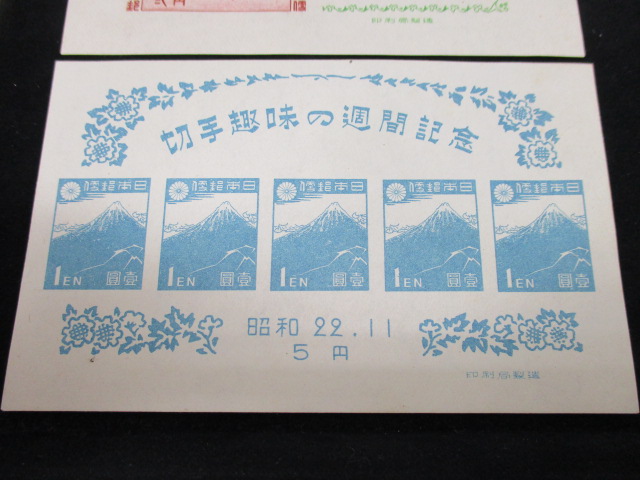 円
印刷局製造
切手趣味の週間記念
便郵本日
便郵本日
便郵本日
便郵本日
便郵本日
1EN 圓壹
1EN 圓壹
1EN 圓壹
1EN 圓壹
1EN 圓壹
昭和 22.11
5 円
印刷局製造